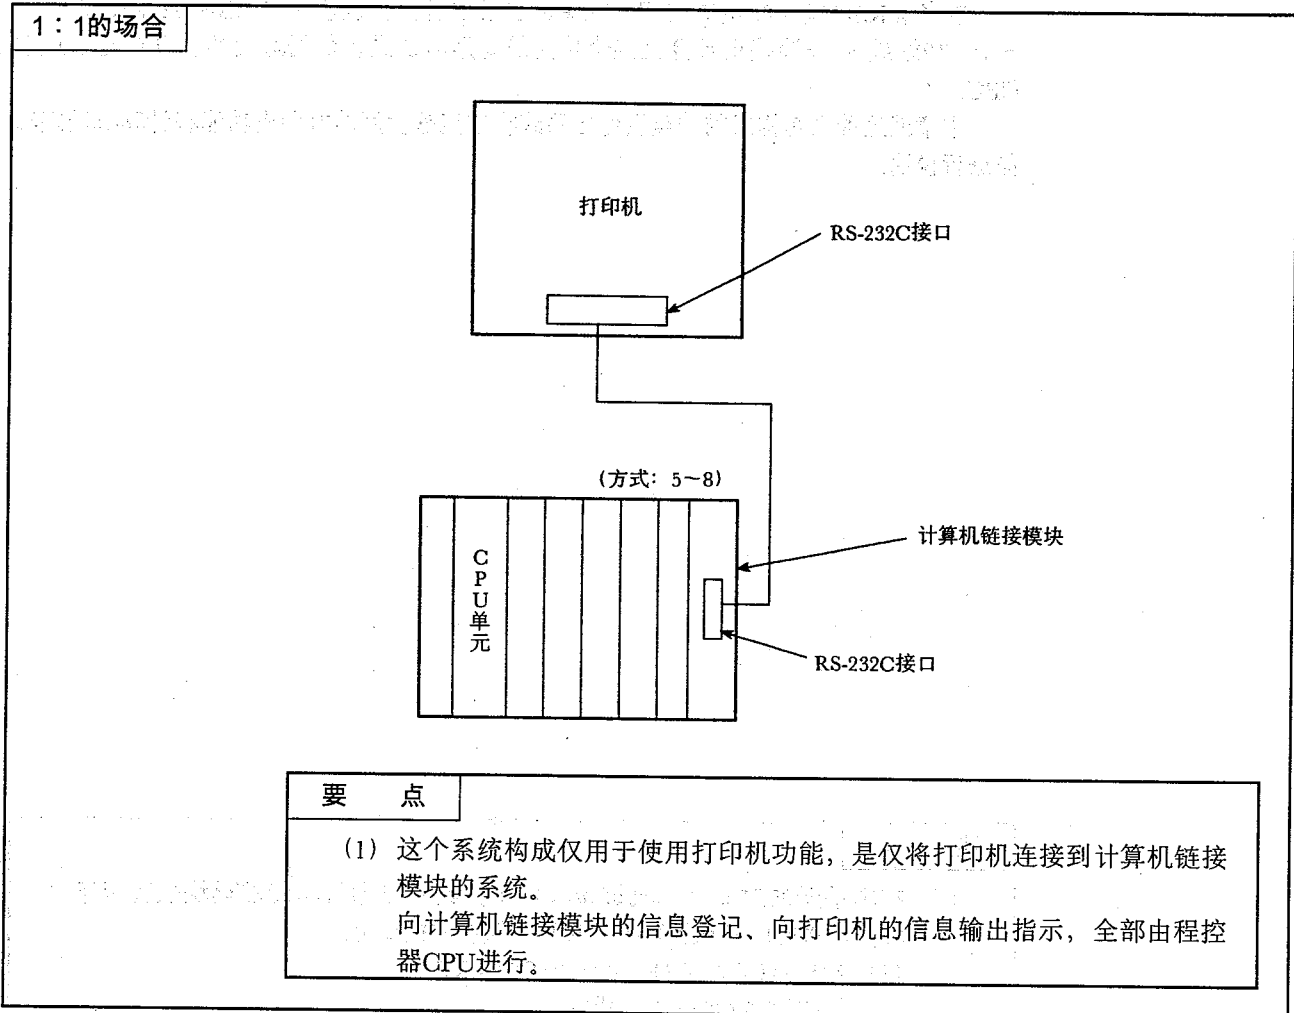 1：1的场合
打印机
RS-232C接口
(方式：5～8)
计算机链接模块
CPU单元
RS-232C接口
要 点
(1) 这个系统构成仅用于使用打印机功能，是仅将打印机连接到计算机链接
模块的系统。
向计算机链接模块的信息登记、向打印机的信息输出指示，全部由程控
器CPU进行。